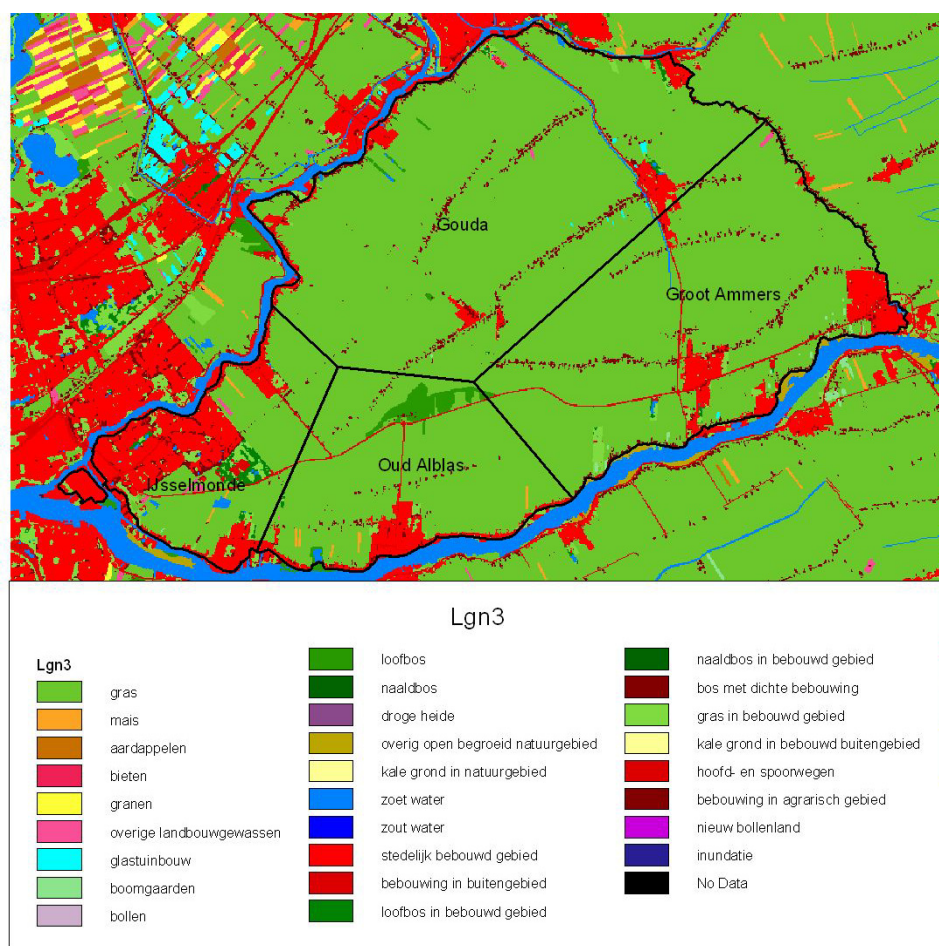 Gouda
Groot Ammers
Oud Alblas
IJsselmonde
Lgn3
Lgn3
gras
mais
aardappelen
bieten
granen
overige landbouwgewassen
glastuinbouw
boomgaarden
bollen
loofbos
naaldbos
droge heide
overig open begroeid natuurgebied
kale grond in natuurgebied
zoet water
zout water
stedelijk bebouwd gebied
bebouwing in buitengebied
loofbos in bebouwd gebied
naaldbos in bebouwd gebied
bos met dichte bebouwing
gras in bebouwd gebied
kale grond in bebouwd buitengebied
hoofd- en spoorwegen
bebouwing in agrarisch gebied
nieuw bollenland
inundatie
No Data